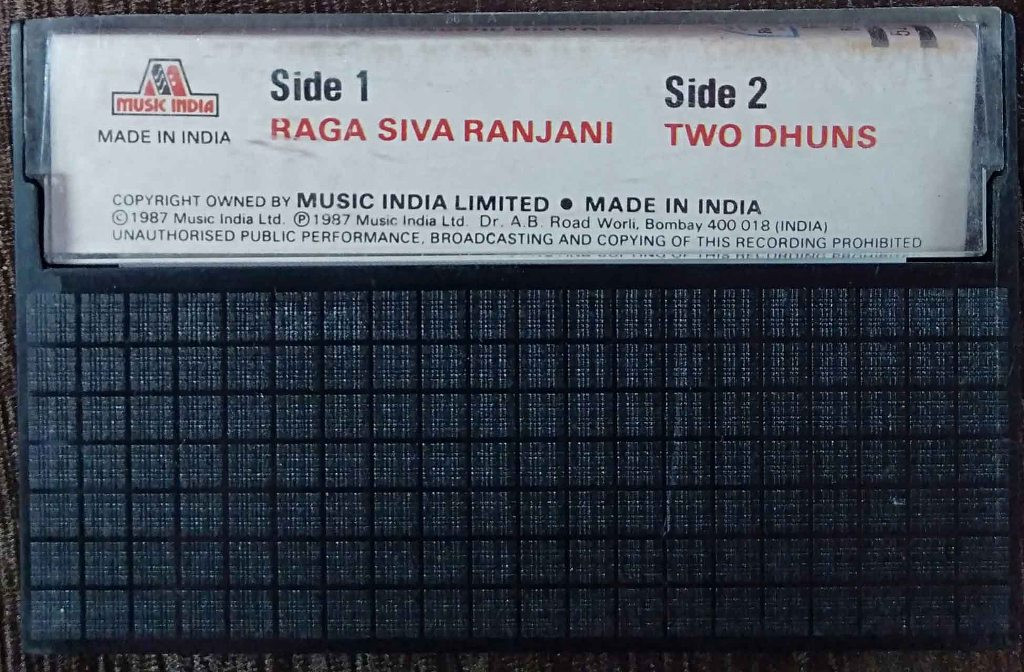 MUSIC INDIA
MADE IN INDIA
Side 1
RAGA SIVA RANJANI
Side 2
TWO DHUNS
COPYRIGHT OWNED BY MUSIC INDIA LIMITED ● MADE IN INDIA
©1987 Music India Ltd. ℗1987 Music India Ltd. Dr. A.B. Road Worli, Bombay 400 018 (INDIA)
UNAUTHORISED PUBLIC PERFORMANCE, BROADCASTING AND COPYING OF THIS RECORDING PROHIBITED